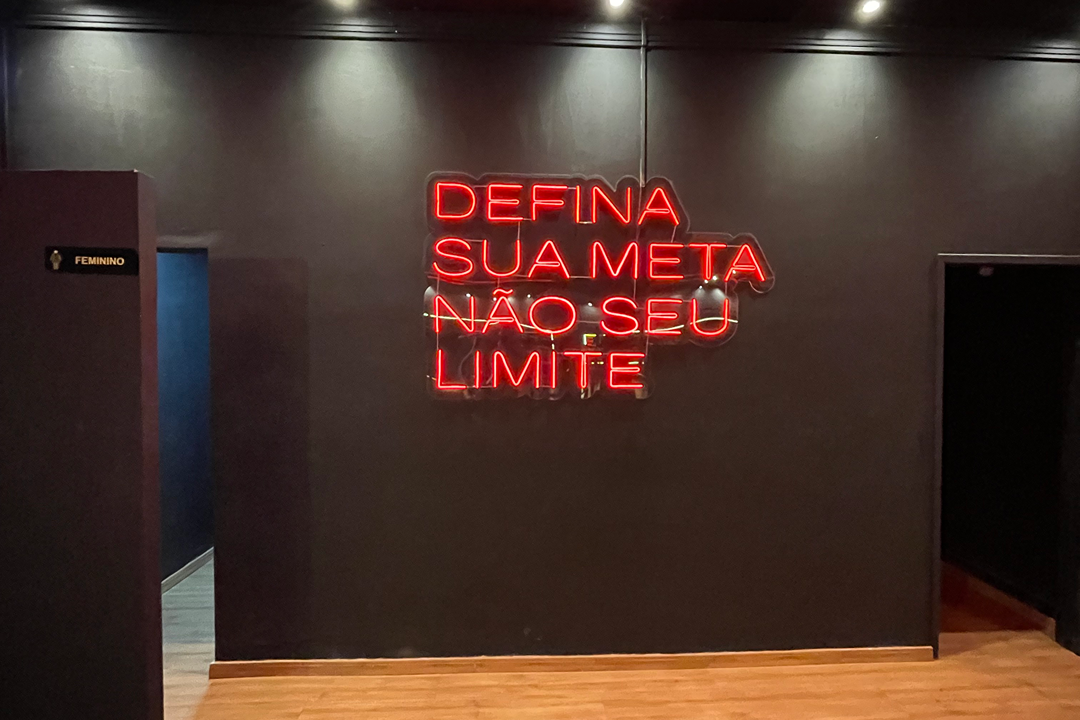 FEMININO
DEFINA
SUA META
NÃO SEU
LIMITE